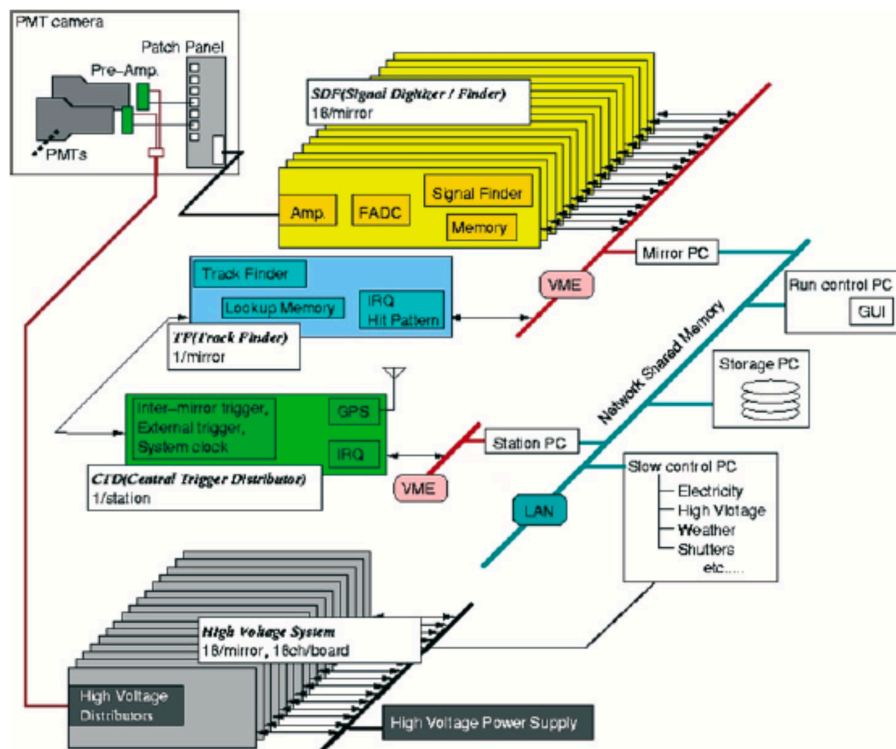 PMT camera
Patch Panel
Pre-Amp.
PMTs
SDF(Signal Digitizer / Finder)
16/mirror
Amp.
FADC
Signal Finder
Memory
Mirror PC
VME
Run control PC
GUI
Track Finder
Lookup Memory
IRQ
Hit Pattern
TF(Track Finder)
1/mirror
Network Shared Memory
Storage PC
Inter-mirror trigger,
External trigger,
System clock
GPS
IRQ
CTD(Central Trigger Distributor)
1/station
Station PC
VME
LAN
Slow control PC
Electricity
High Vlotage
Weather
Shutters
etc.....
High Voltage System
16/mirror, 16ch/board
High Voltage
Distributors
High Voltage Power Supply